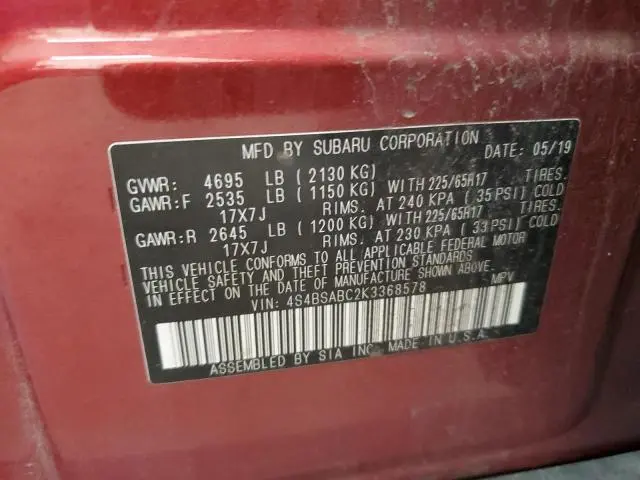 MFD BY SUBARU CORPORATION DATE: 05/19
GVWR: 4695 LB (2130 KG)
GAWR:F 2535 LB (1150 KG) WITH 225/65R17 TIRES.
17X7J RIMS. AT 240 KPA (35 PSI) COLD
GAWR:R 2645 LB (1200 KG) WITH 225/65R17 TIRES.
17X7J RIMS. AT 230 KPA (33 PSI) COLD
THIS VEHICLE CONFORMS TO ALL APPLICABLE FEDERAL MOTOR
VEHICLE SAFETY AND THEFT PREVENTION STANDARDS
IN EFFECT ON THE DATE OF MANUFACTURE SHOWN ABOVE.
VIN: 4S4BSABC2K3368578 MPV
ASSEMBLED BY SIA INC. MADE IN U.S.A.